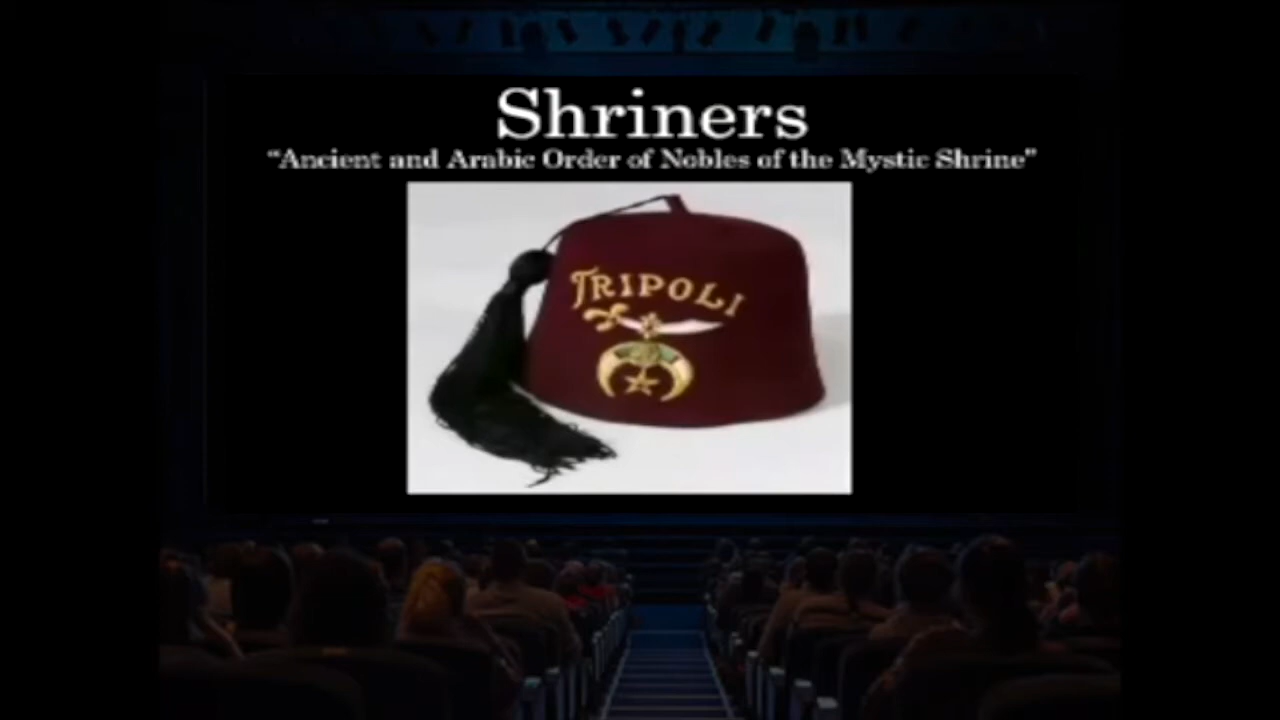 Shriners
“Ancient and Arabic Order of Nobles of the Mystic Shrine”
TRIPOLI